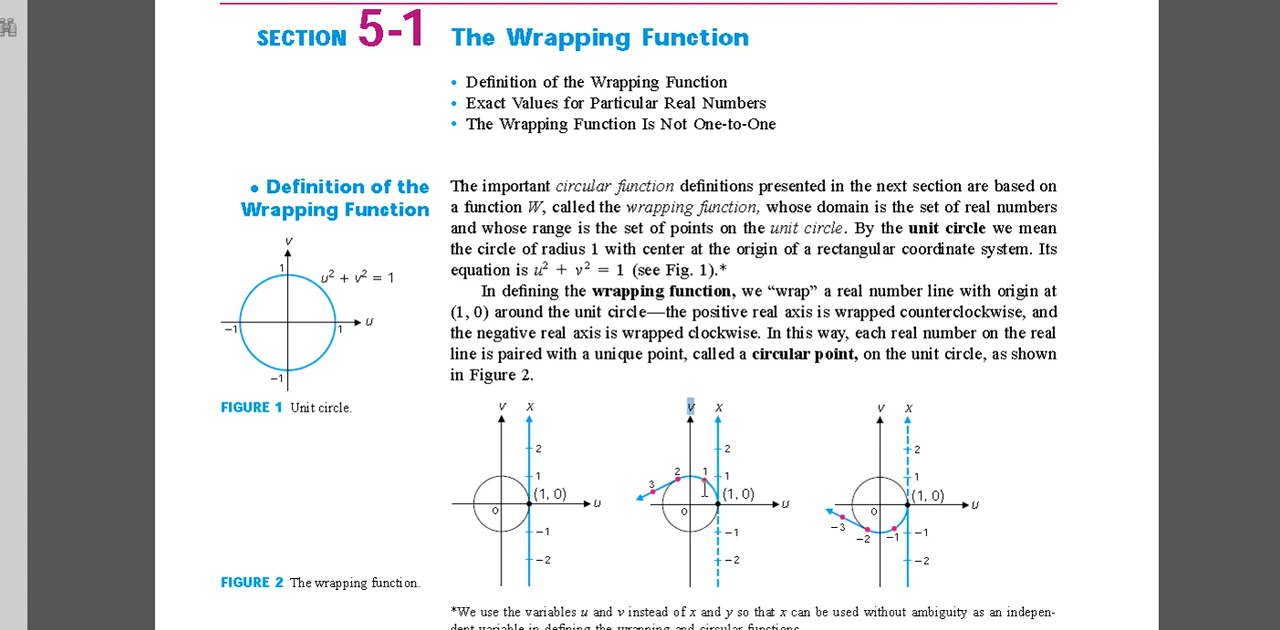 SECTION 5-1 The Wrapping Function
• Definition of the Wrapping Function
• Exact Values for Particular Real Numbers
• The Wrapping Function Is Not One-to-One
• Definition of the
Wrapping Function
The important circular function definitions presented in the next section are based on
a function W, called the wrapping function, whose domain is the set of real numbers
and whose range is the set of points on the unit circle. By the unit circle we mean
the circle of radius 1 with center at the origin of a rectangular coordinate system. Its
equation is u² + v² = 1 (see Fig. 1).*
In defining the wrapping function, we “wrap” a real number line with origin at
(1, 0) around the unit circle—the positive real axis is wrapped counterclockwise, and
the negative real axis is wrapped clockwise. In this way, each real number on the real
line is paired with a unique point, called a circular point, on the unit circle, as shown
in Figure 2.
v
1
u² + v² = 1
−1
1
u
−1
FIGURE 1 Unit circle.
v x
2
1
(1, 0)
u
0
−1
−2
v x
2
3 2 1 1
(1, 0)
u
0
−1
−2
v x
2
1
(1, 0)
u
0
−3
−2 −1 −1
−2
FIGURE 2 The wrapping function.
*We use the variables u and v instead of x and y so that x can be used without ambiguity as an indepen-
dent variable in defining the wrapping and circular functions.